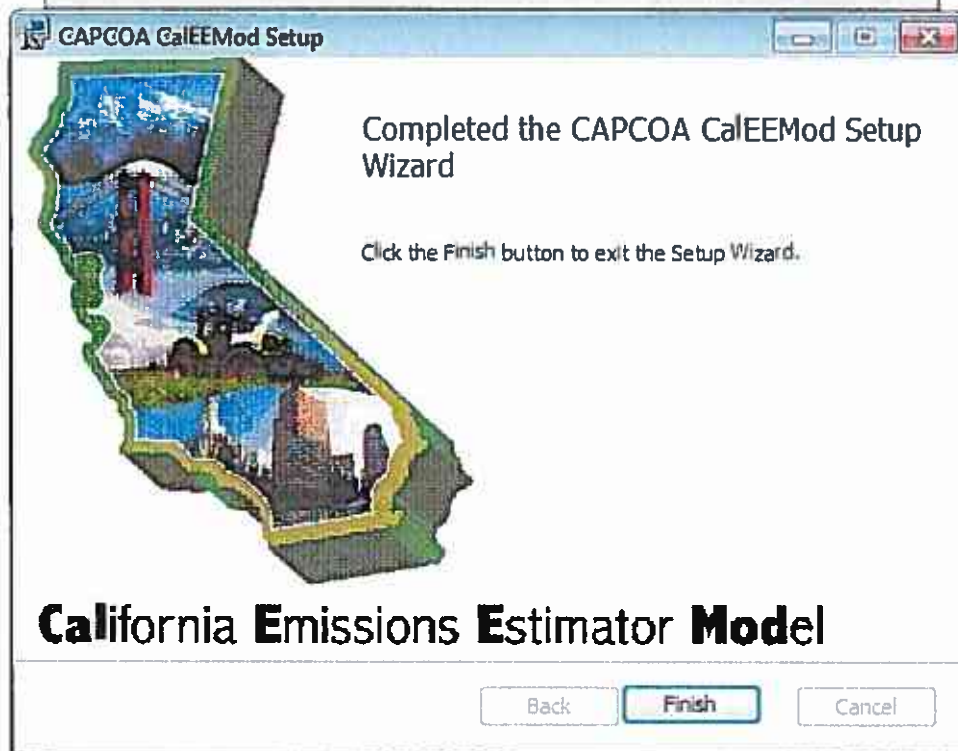 CAPCOA CalEEMod Setup
Completed the CAPCOA CalEEMod Setup
Wizard
Click the Finish button to exit the Setup Wizard.
California Emissions Estimator Model
Back
Finish
Cancel